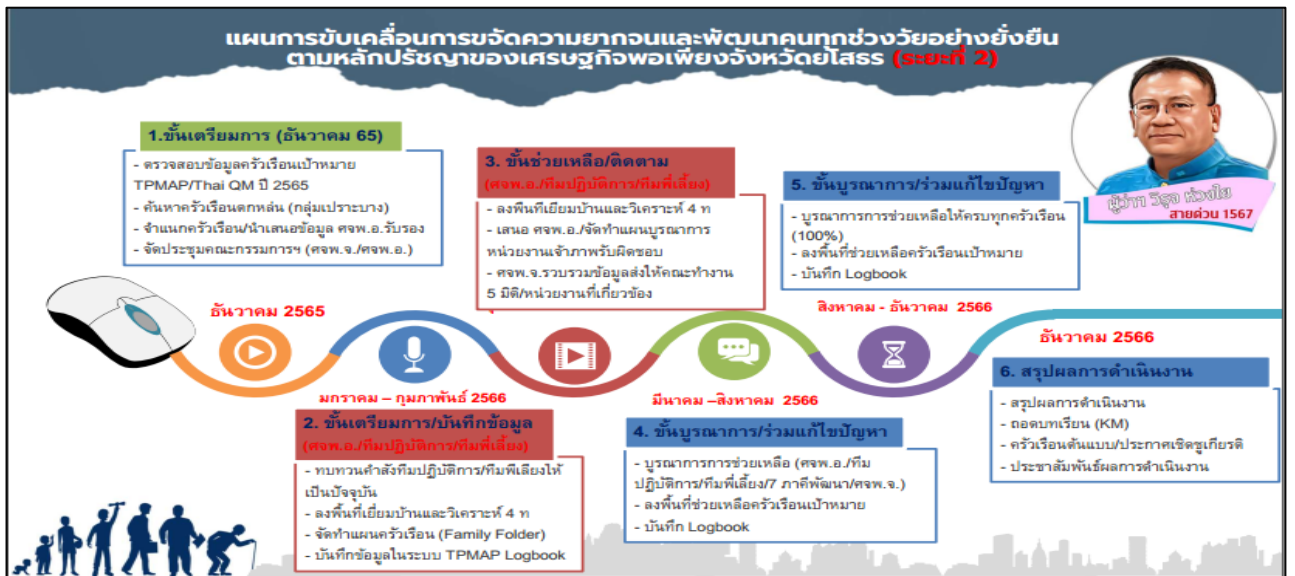 แผนการขับเคลื่อนการขจัดความยากจนและพัฒนาคนทุกช่วงวัยอย่างยั่งยืน
ตามหลักปรัชญาของเศรษฐกิจพอเพียงจังหวัดยโสธร (ระยะที่ 2)
1.ขั้นเตรียมการ (ธันวาคม 65)
- ตรวจสอบข้อมูลครัวเรือนเป้าหมาย
TPMAP/Thai QM ปี 2565
- ค้นหาครัวเรือนตกหล่น (กลุ่มเปราะบาง)
- จำแนกครัวเรือน/นำเสนอข้อมูล ศจพ.อ.รับรอง
- จัดประชุมคณะกรรมการฯ (ศจพ.จ./ศจพ.อ.)
ธันวาคม 2565
มกราคม – กุมภาพันธ์ 2566
2. ขั้นเตรียมการ/บันทึกข้อมูล
(ศจพ.อ./ทีมปฏิบัติการ/ทีมพี่เลี้ยง)
- ทบทวนคำสั่งทีมปฏิบัติการ/ทีมพี่เลี้ยงให้
เป็นปัจจุบัน
- ลงพื้นที่เยี่ยมบ้านและวิเคราะห์ 4 ท
- จัดทำแผนครัวเรือน (Family Folder)
- บันทึกข้อมูลในระบบ TPMAP Logbook
3. ขั้นช่วยเหลือ/ติดตาม
(ศจพ.อ./ทีมปฏิบัติการ/ทีมพี่เลี้ยง)
- ลงพื้นที่เยี่ยมบ้านและวิเคราะห์ 4 ท
- เสนอ ศจพ.อ./จัดทำแผนบูรณาการ
หน่วยงานเจ้าภาพรับผิดชอบ
- ศจพ.จ.รวบรวมข้อมูลส่งให้คณะทำงาน
5 มิติ/หน่วยงานที่เกี่ยวข้อง
มีนาคม –สิงหาคม 2566
4. ขั้นบูรณาการ/ร่วมแก้ไขปัญหา
- บูรณาการการช่วยเหลือ (ศจพ.อ./ทีม
ปฏิบัติการ/ทีมพี่เลี้ยง/7 ภาคีพัฒนา/ศจพ.จ.)
- ลงพื้นที่ช่วยเหลือครัวเรือนเป้าหมาย
- บันทึก Logbook
5. ขั้นบูรณาการ/ร่วมแก้ไขปัญหา
- บูรณาการการช่วยเหลือให้ครบทุกครัวเรือน
(100%)
- ลงพื้นที่ช่วยเหลือครัวเรือนเป้าหมาย
- บันทึก Logbook
สิงหาคม - ธันวาคม 2566
ผู้ว่าฯ วิรุจ ห่วงใย
สายด่วน 1567
ธันวาคม 2566
6. สรุปผลการดำเนินงาน
- สรุปผลการดำเนินงาน
- ถอดบทเรียน (KM)
- ครัวเรือนต้นแบบ/ประกาศเชิดชูเกียรติ
- ประชาสัมพันธ์ผลการดำเนินงาน